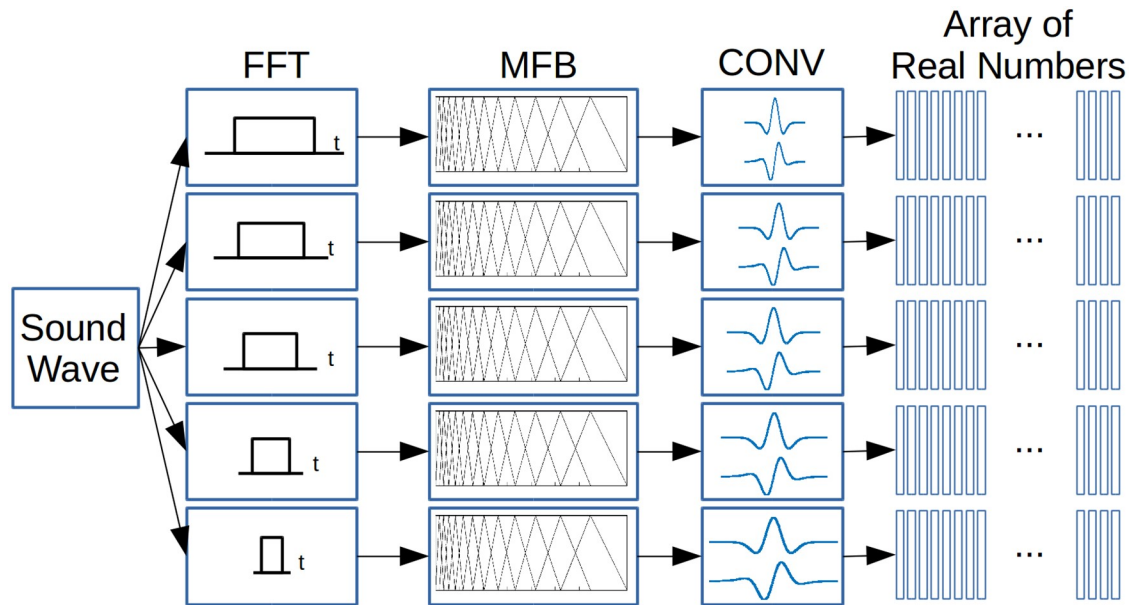 Array of
FFT MFB CONV Real Numbers
t
...
t
...
Sound
Wave
t
...
t
...
t
...